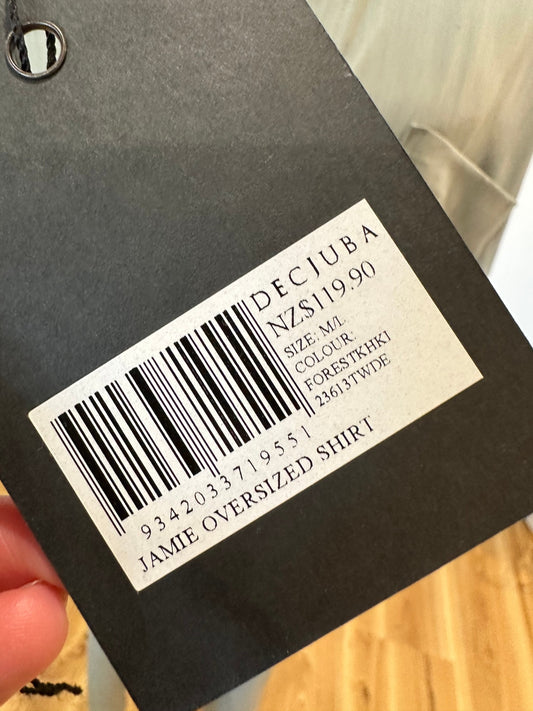 DECJUBA
NZ$119.90
SIZE: M/L
COLOUR:
FORESTKHKI
23613TWDE
9342033719551
JAMIE OVERSIZED SHIRT